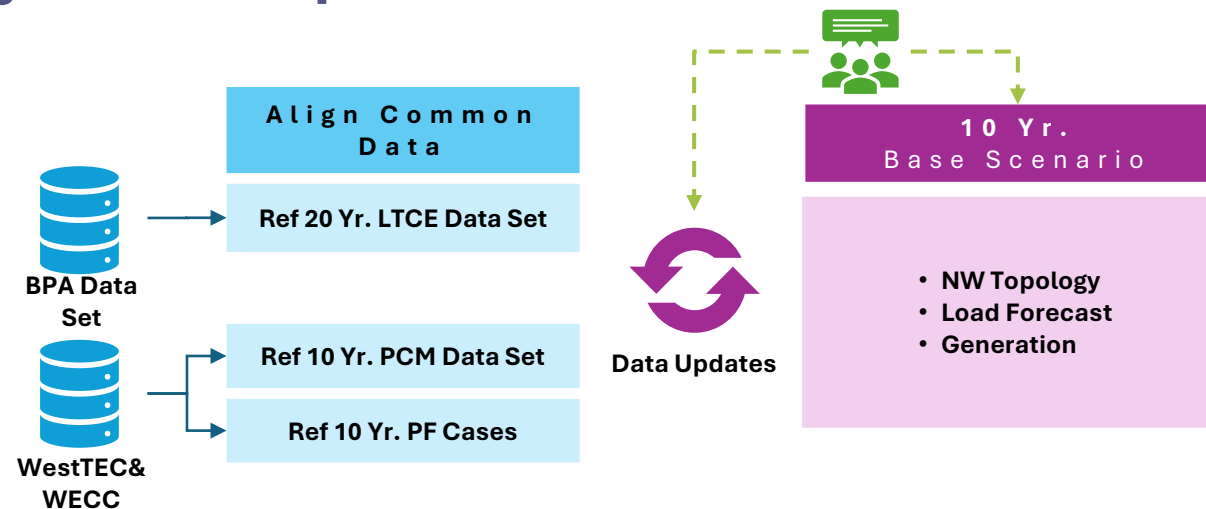 Align Common
Data
Ref 20 Yr. LTCE Data Set
BPA Data
Set
Ref 10 Yr. PCM Data Set
Ref 10 Yr. PF Cases
WestTEC&
WECC
Data Updates
10 Yr.
Base Scenario
• NW Topology
• Load Forecast
• Generation